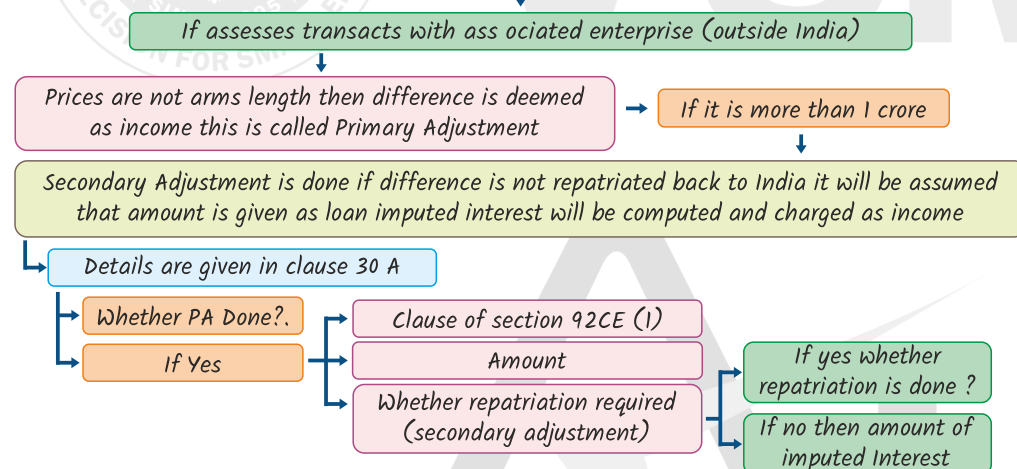 If assesses transacts with ass ociated enterprise (outside India)
Prices are not arms length then difference is deemed
as income this is called Primary Adjustment
If it is more than 1 crore
Secondary Adjustment is done if difference is not repatriated back to India it will be assumed
that amount is given as loan imputed interest will be computed and charged as income
Details are given in clause 30 A
Whether PA Done?.
If Yes
Clause of section 92CE (1)
Amount
Whether repatriation required
(secondary adjustment)
If yes whether
repatriation is done ?
If no then amount of
imputed Interest